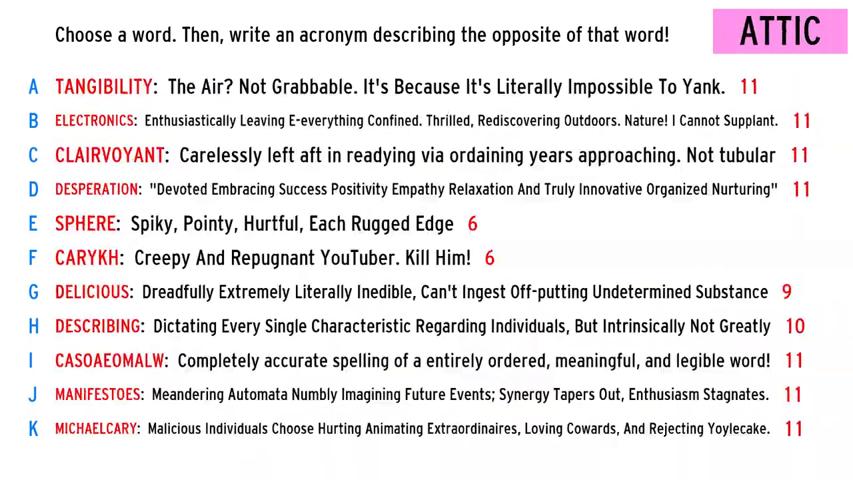 Choose a word. Then, write an acronym describing the opposite of that word!
ATTIC
A TANGIBILITY: The Air? Not Grabbable. It's Because It's Literally Impossible To Yank. 11
B ELECTRONICS: Enthusiastically Leaving E-everything Confined. Thrilled, Rediscovering Outdoors. Nature! I Cannot Supplant. 11
C CLAIRVOYANT: Carelessly left aft in readying via ordaining years approaching. Not tubular 11
D DESPERATION: "Devoted Embracing Success Positivity Empathy Relaxation And Truly Innovative Organized Nurturing" 11
E SPHERE: Spiky, Pointy, Hurtful, Each Rugged Edge 6
F CARYKH: Creepy And Repugnant YouTuber. Kill Him! 6
G DELICIOUS: Dreadfully Extremely Literally Inedible, Can't Ingest Off-putting Undetermined Substance 9
H DESCRIBING: Dictating Every Single Characteristic Regarding Individuals, But Intrinsically Not Greatly 10
I CASOAEOMALW: Completely accurate spelling of a entirely ordered, meaningful, and legible word! 11
J MANIFESTOES: Meandering Automata Numbly Imagining Future Events; Synergy Tapers Out, Enthusiasm Stagnates. 11
K MICHAELCARY: Malicious Individuals Choose Hurting Animating Extraordinaires, Loving Cowards, And Rejecting Yoylecake. 11